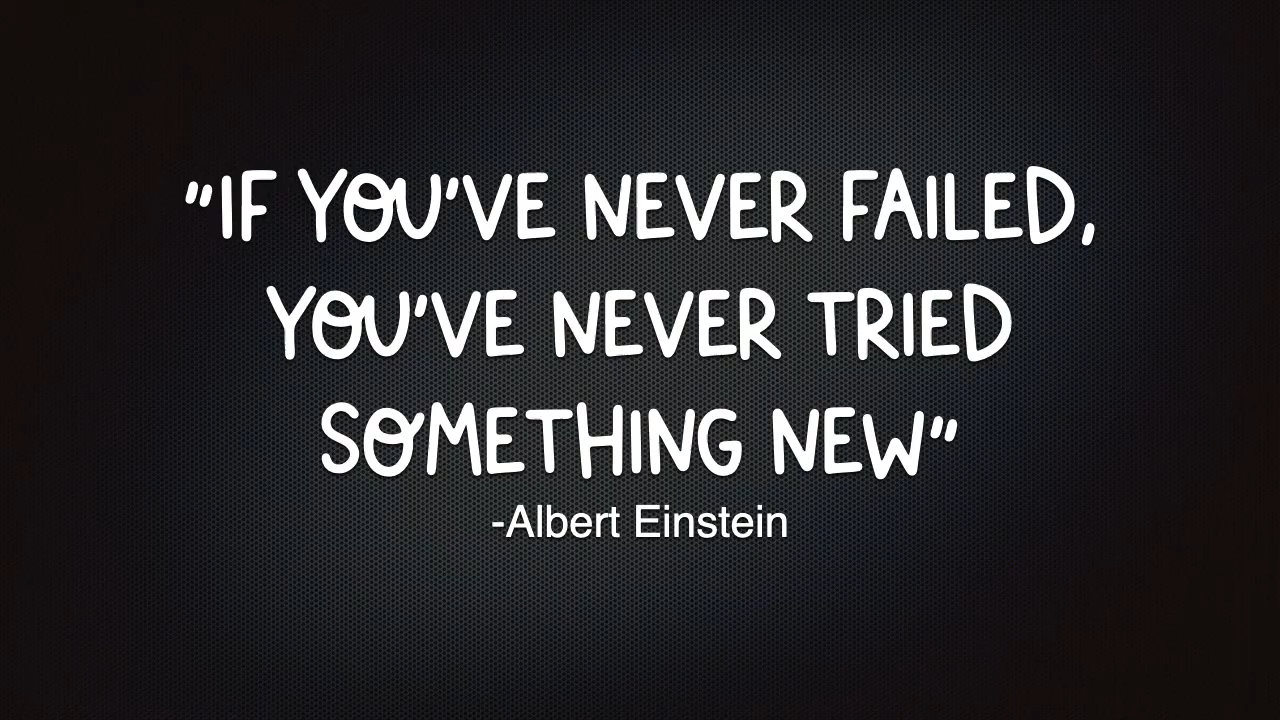 "IF YOU'VE NEVER FAILED,
YOU'VE NEVER TRIED
SOMETHING NEW"
-Albert Einstein